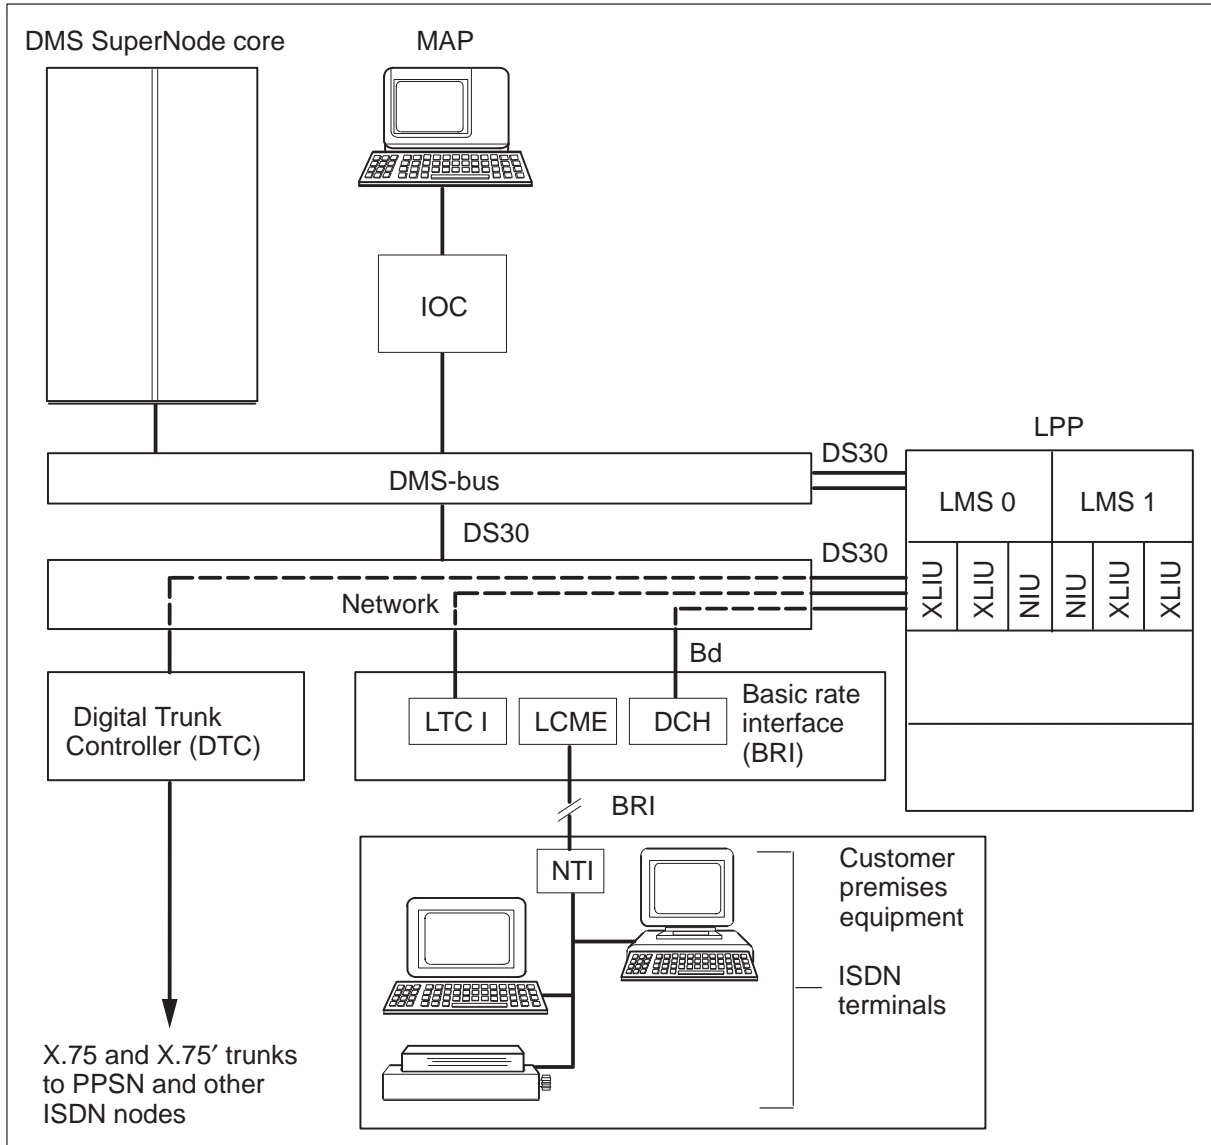 DMS SuperNode core
MAP
IOC
LPP
DS30
DMS-bus
LMS 0
LMS 1
DS30
DS30
XLIU
XLIU
NIU
NIU
XLIU
XLIU
Network
Bd
Digital Trunk
Controller (DTC)
LTC I
LCME
DCH
Basic rate
interface
(BRI)
BRI
NTI
Customer
premises
equipment
ISDN
terminals
X.75 and X.75′ trunks
to PPSN and other
ISDN nodes